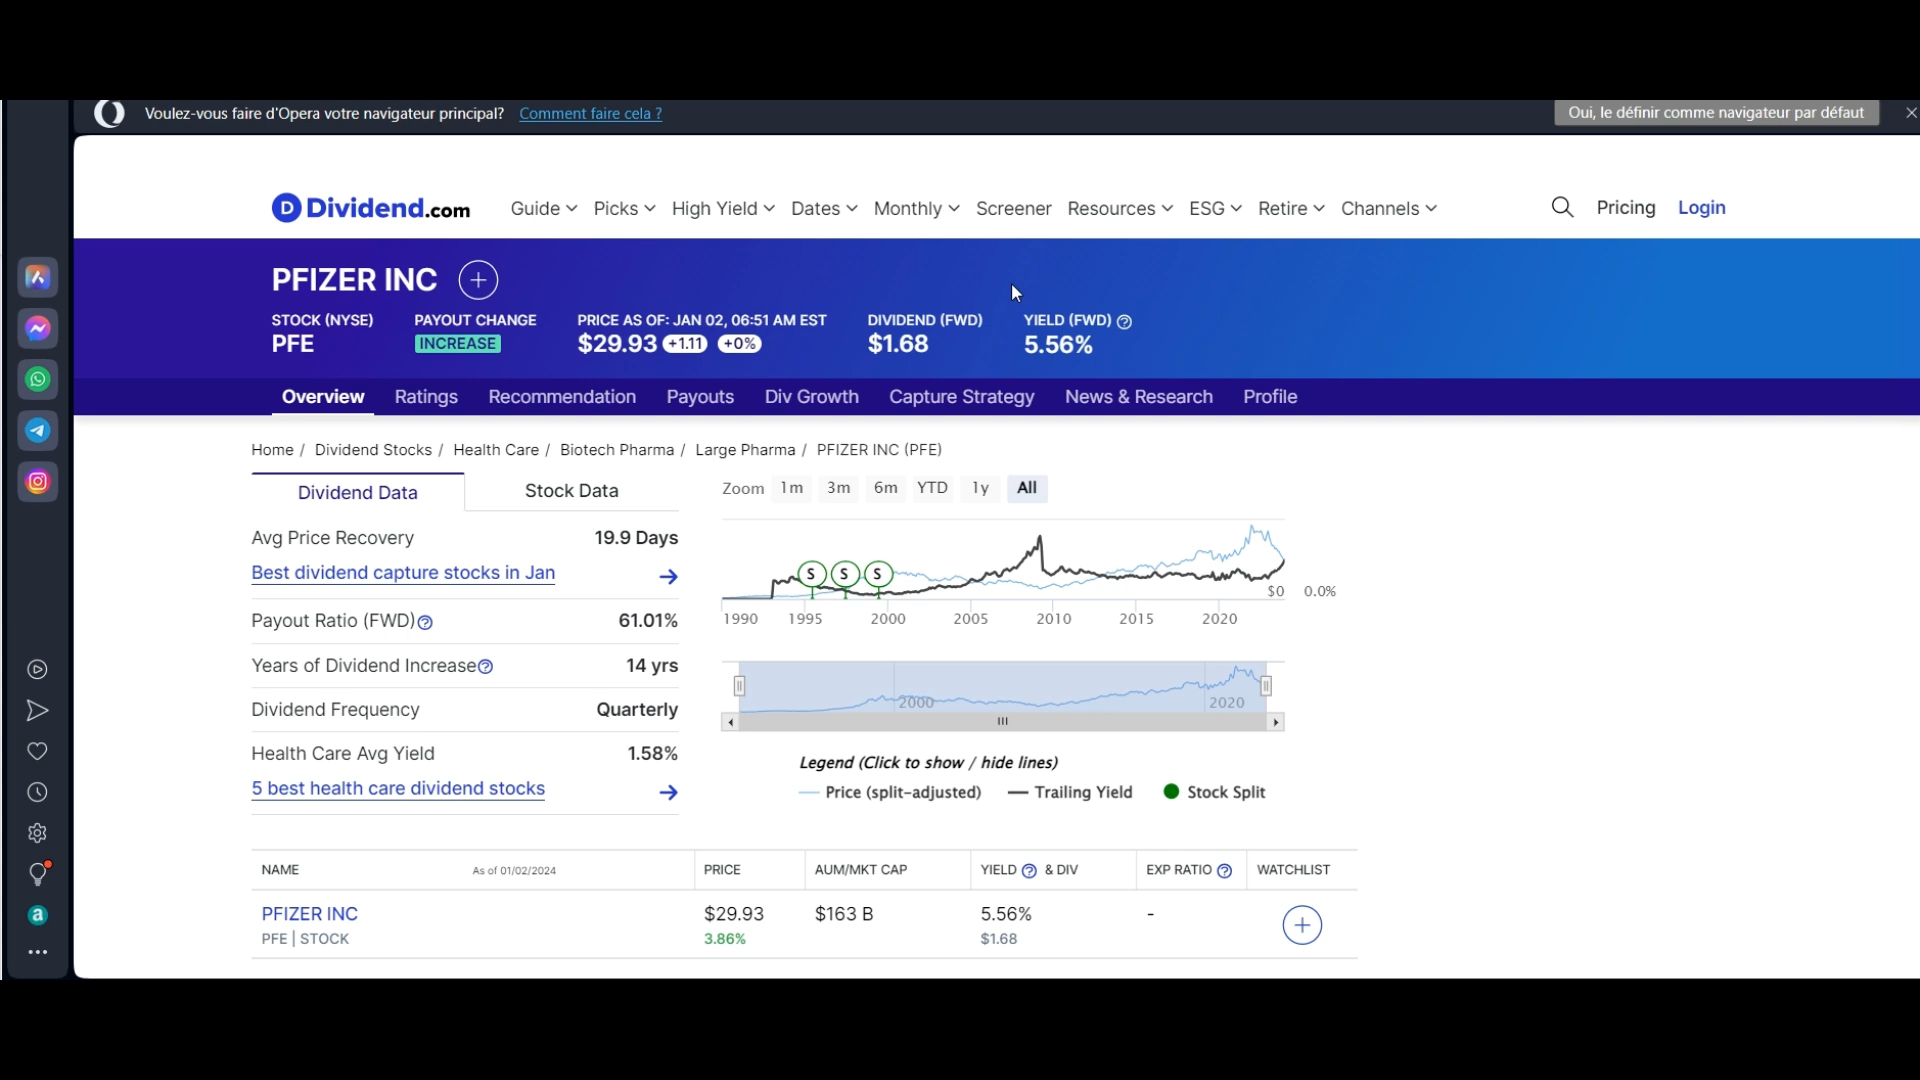 Voulez-vous faire d'Opera votre navigateur principal? Comment faire cela ? Oui, le définir comme navigateur par défaut
Dividend.com Guide Picks High Yield Dates Monthly Screener Resources ESG Retire Channels Pricing Login
PFIZER INC
STOCK (NYSE) PAYOUT CHANGE PRICE AS OF: JAN 02, 06:51 AM EST DIVIDEND (FWD) YIELD (FWD)
PFE INCREASE $29.93 +1.11 +0% $1.68 5.56%
Overview Ratings Recommendation Payouts Div Growth Capture Strategy News & Research Profile
Home / Dividend Stocks / Health Care / Biotech Pharma / Large Pharma / PFIZER INC (PFE)
Dividend Data Stock Data
Avg Price Recovery 19.9 Days
Best dividend capture stocks in Jan
Payout Ratio (FWD) 61.01%
Years of Dividend Increase 14 yrs
Dividend Frequency Quarterly
Health Care Avg Yield 1.58%
5 best health care dividend stocks
Zoom 1m 3m 6m YTD 1y All
S S S
$0 0.0%
1990 1995 2000 2005 2010 2015 2020
2000 2020
Legend (Click to show / hide lines)
Price (split-adjusted) Trailing Yield Stock Split
NAME As of 01/02/2024 PRICE AUM/MKT CAP YIELD & DIV EXP RATIO WATCHLIST
PFIZER INC $29.93 $163 B 5.56% -
PFE | STOCK 3.86% $1.68